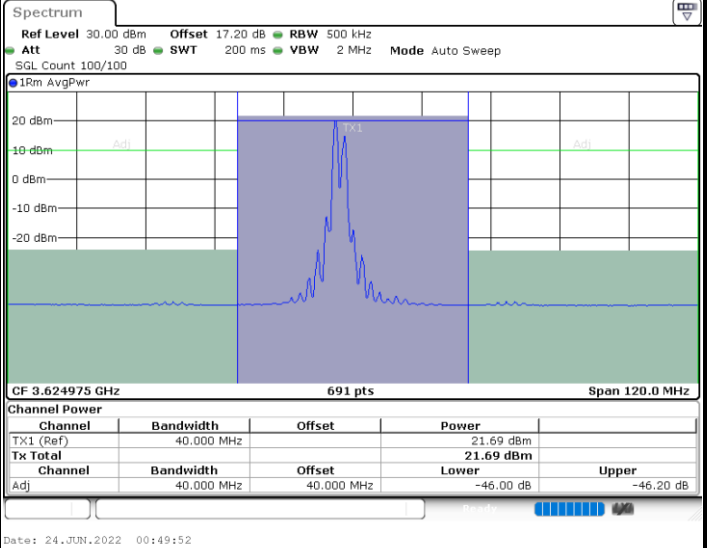 Spectrum
Ref Level 30.00 dBm Offset 17.20 dB RBW 500 kHz
Att 30 dB SWT 200 ms VBW 2 MHz Mode Auto Sweep
SGL Count 100/100
1Rm AvgPwr
20 dBm
TX1
10 dBm Adj Adj
0 dBm
-10 dBm
-20 dBm
CF 3.624975 GHz 691 pts Span 120.0 MHz
Channel Power
Channel Bandwidth Offset Power
TX1 (Ref) 40.000 MHz 21.69 dBm
Tx Total 21.69 dBm
Channel Bandwidth Offset Lower Upper
Adj 40.000 MHz 40.000 MHz -46.00 dB -46.20 dB
Ready
Date: 24.JUN.2022 00:49:52